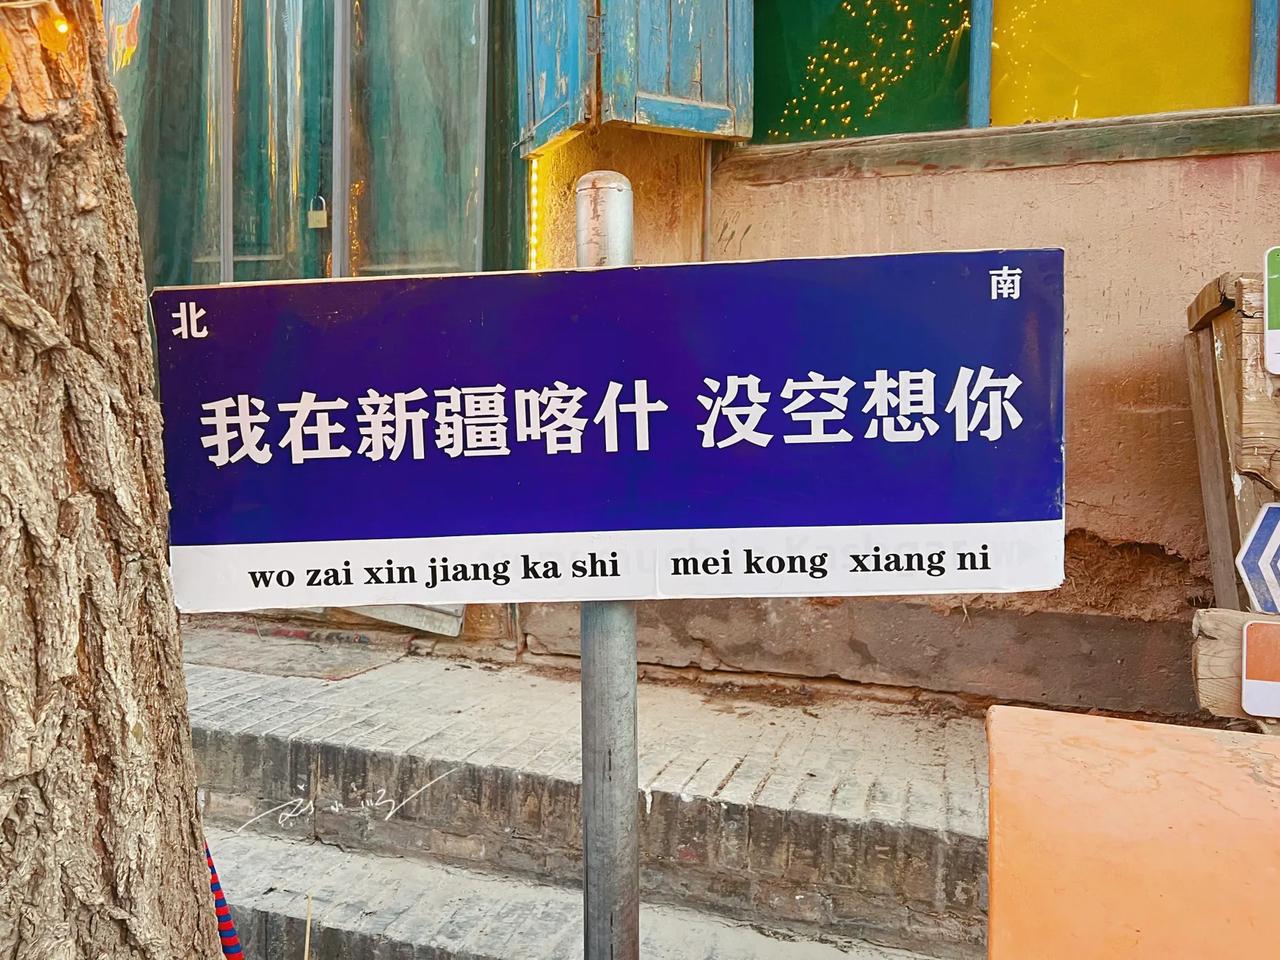 北 南
我在新疆喀什 没空想你
wo zai xin jiang ka shi mei kong xiang ni